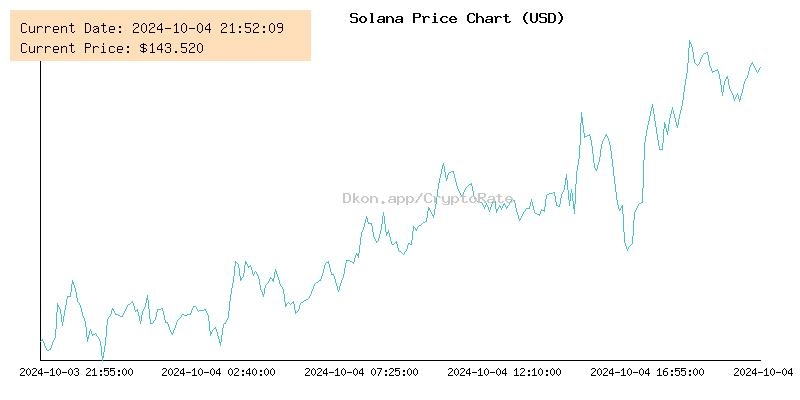 Solana Price Chart (USD)
Current Date: 2024-10-04 21:52:09
Current Price: $143.520
Dkon.app/CryptoRate
2024-10-03 21:55:00
2024-10-04 02:40:00
2024-10-04 07:25:00
2024-10-04 12:10:00
2024-10-04 16:55:00
2024-10-04